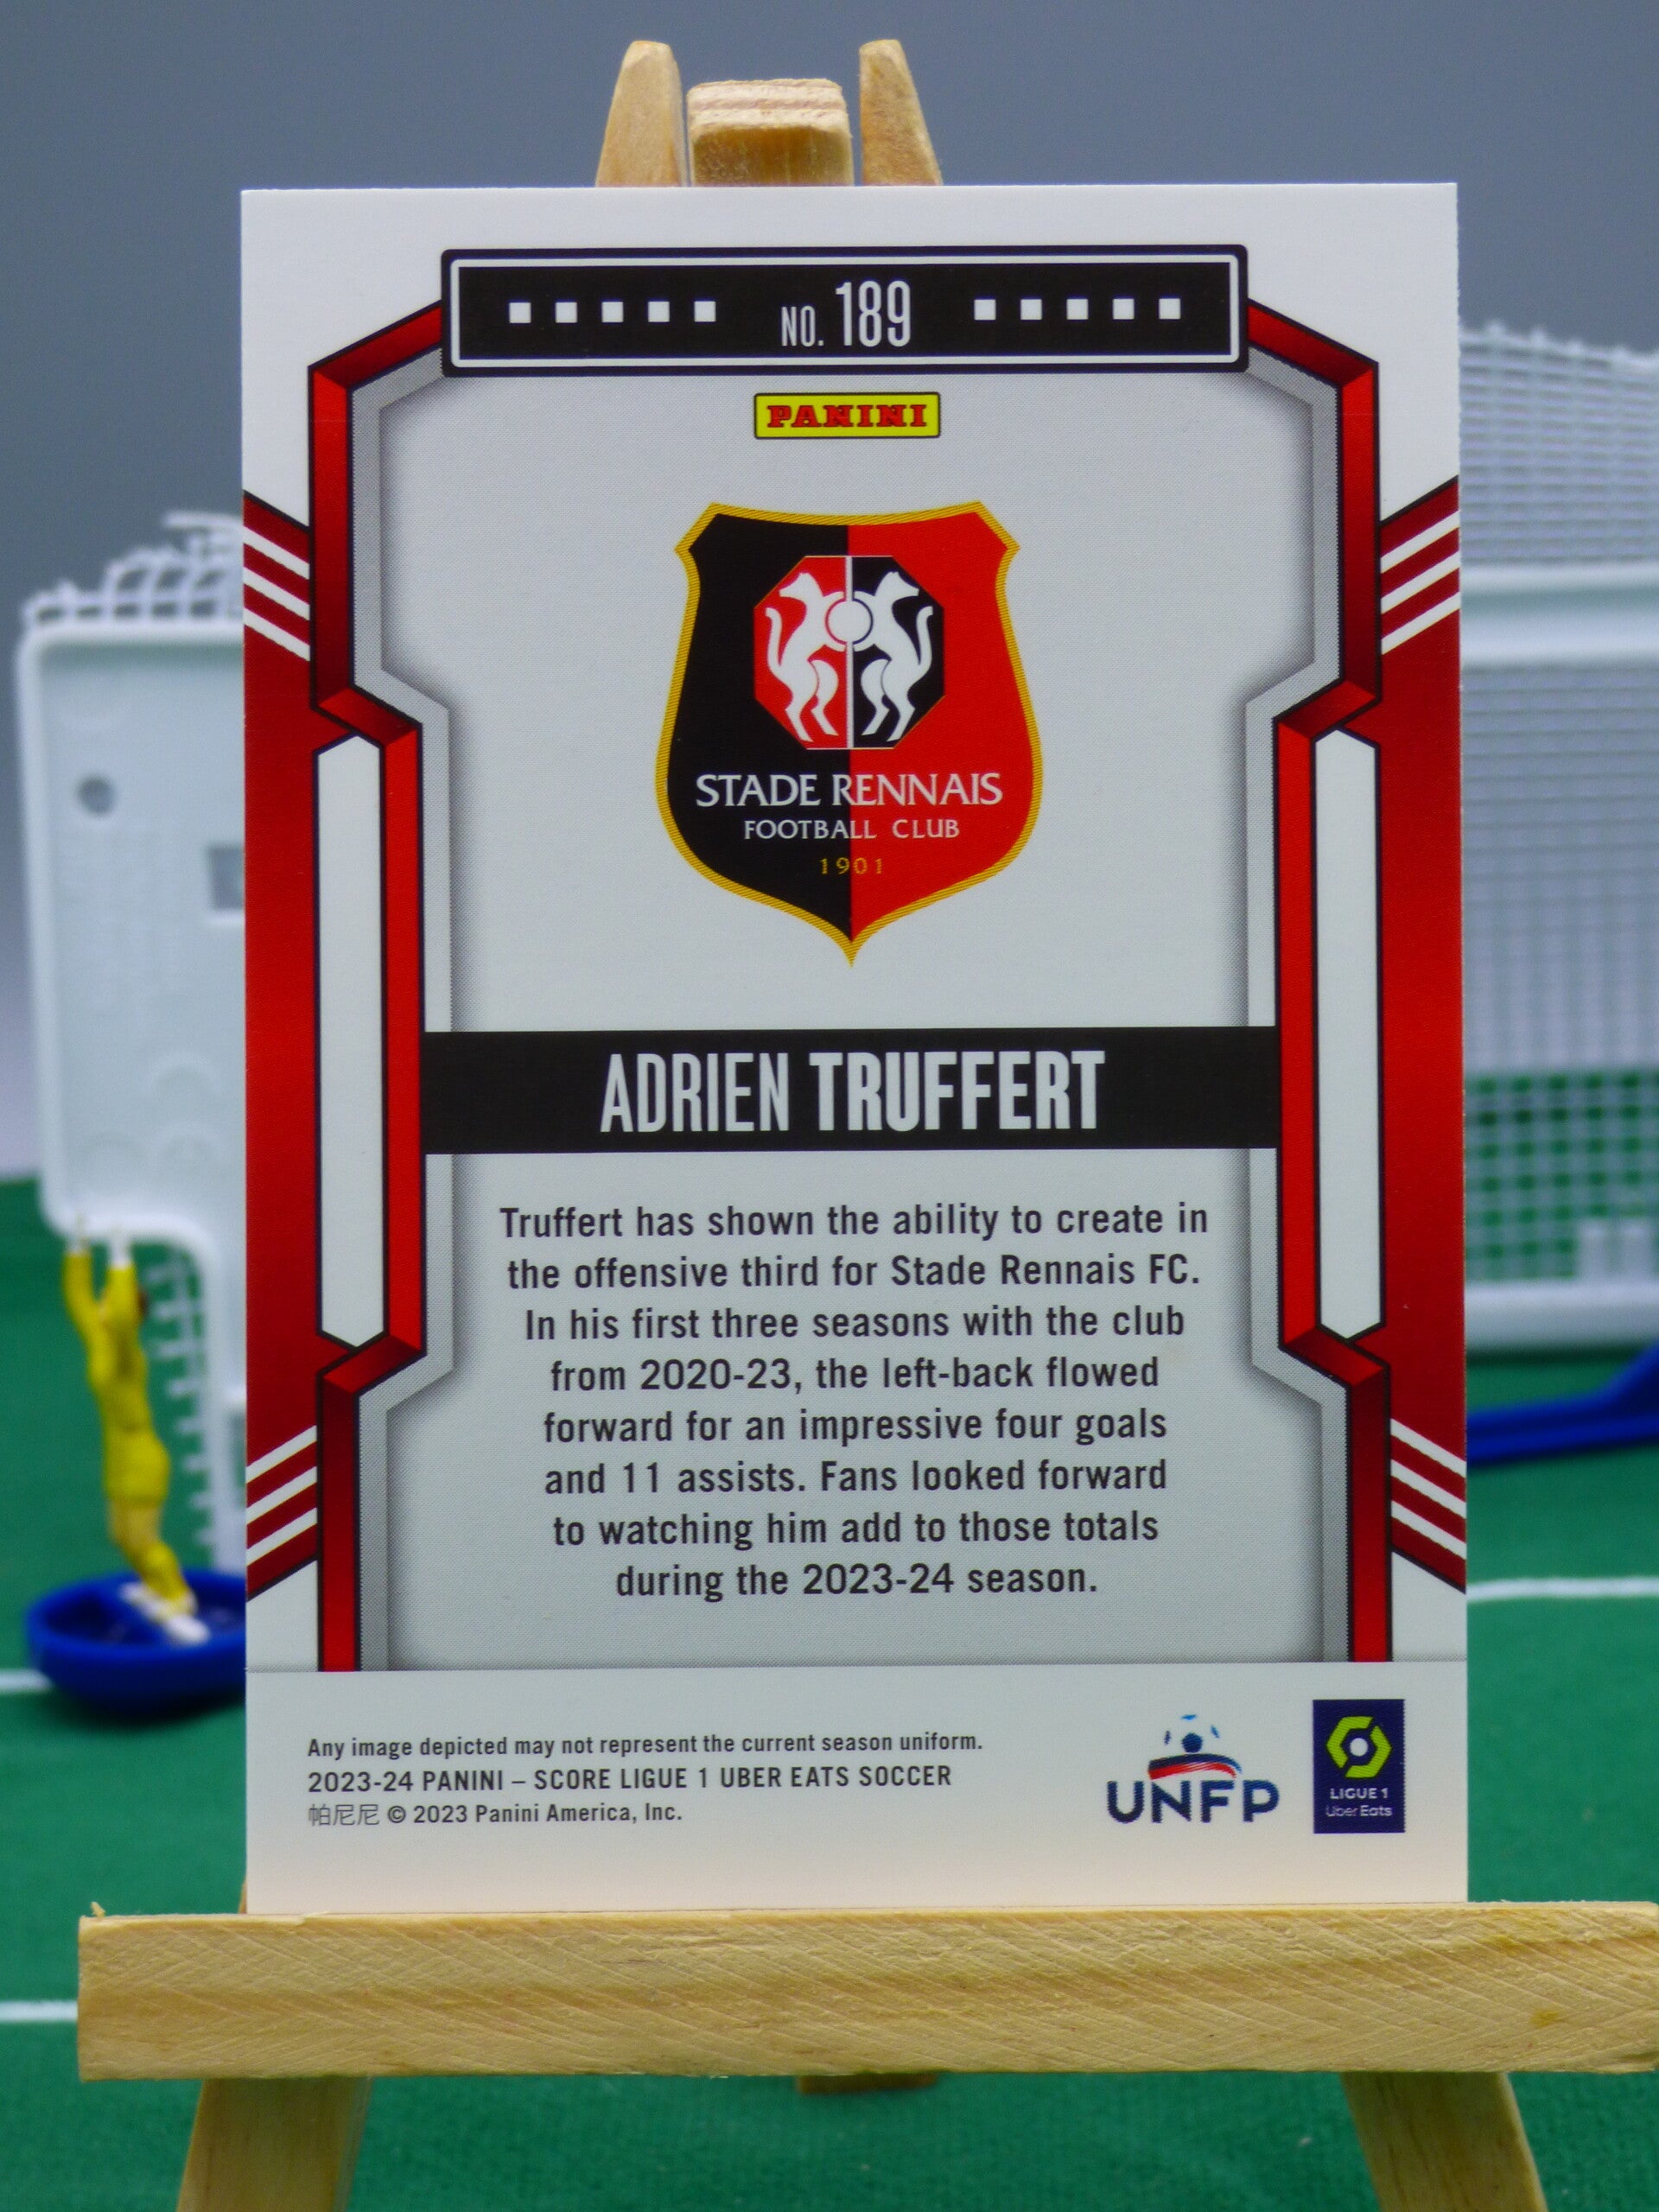 NO. 189
PANINI
STADE RENNAIS
FOOTBALL CLUB
1901
ADRIEN TRUFFERT
Truffert has shown the ability to create in
the offensive third for Stade Rennais FC.
In his first three seasons with the club
from 2020-23, the left-back flowed
forward for an impressive four goals
and 11 assists. Fans looked forward
to watching him add to those totals
during the 2023-24 season.
Any image depicted may not represent the current season uniform.
2023-24 PANINI – SCORE LIGUE 1 UBER EATS SOCCER
帕尼尼 © 2023 Panini America, Inc.
UNFP
LIGUE 1
Uber Eats